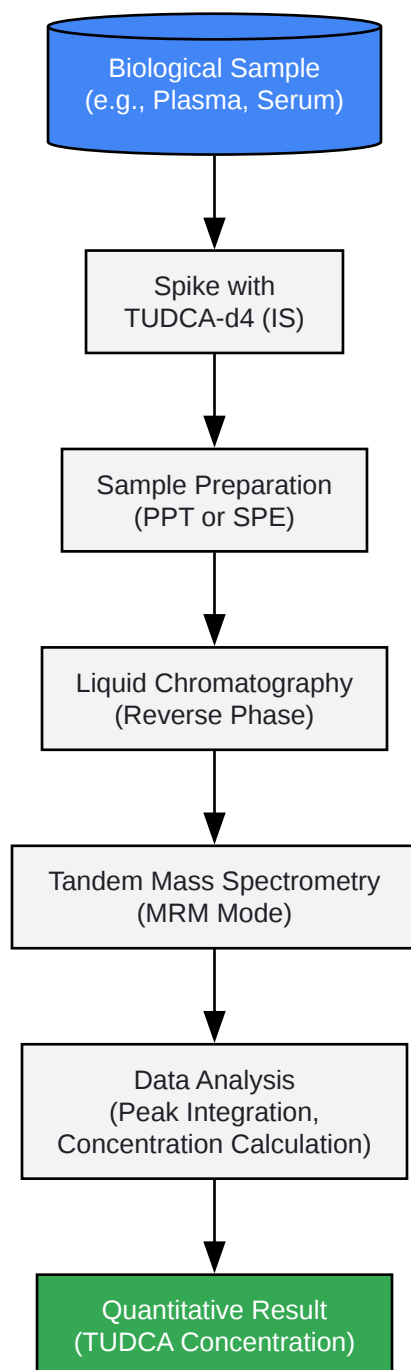 Biological Sample
(e.g., Plasma, Serum)
Spike with
TUDCA-d4 (IS)
Sample Preparation
(PPT or SPE)
Liquid Chromatography
(Reverse Phase)
Tandem Mass Spectrometry
(MRM Mode)
Data Analysis
(Peak Integration,
Concentration Calculation)
Quantitative Result
(TUDCA Concentration)